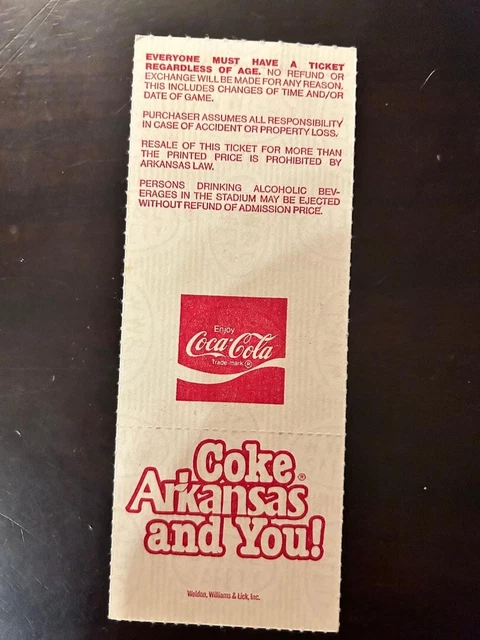 EVERYONE MUST HAVE A TICKET
REGARDLESS OF AGE. NO REFUND OR
EXCHANGE WILL BE MADE FOR ANY REASON.
THIS INCLUDES CHANGES OF TIME AND/OR
DATE OF GAME.
PURCHASER ASSUMES ALL RESPONSIBILITY
IN CASE OF ACCIDENT OR PROPERTY LOSS.
RESALE OF THIS TICKET FOR MORE THAN
THE PRINTED PRICE IS PROHIBITED BY
ARKANSAS LAW.
PERSONS DRINKING ALCOHOLIC BEV-
ERAGES IN THE STADIUM MAY BE EJECTED
WITHOUT REFUND OF ADMISSION PRICE.
Enjoy
Coca-Cola
Trade-mark ®
Coke®
Arkansas
and You!
Weldon, Williams & Lick, Inc.